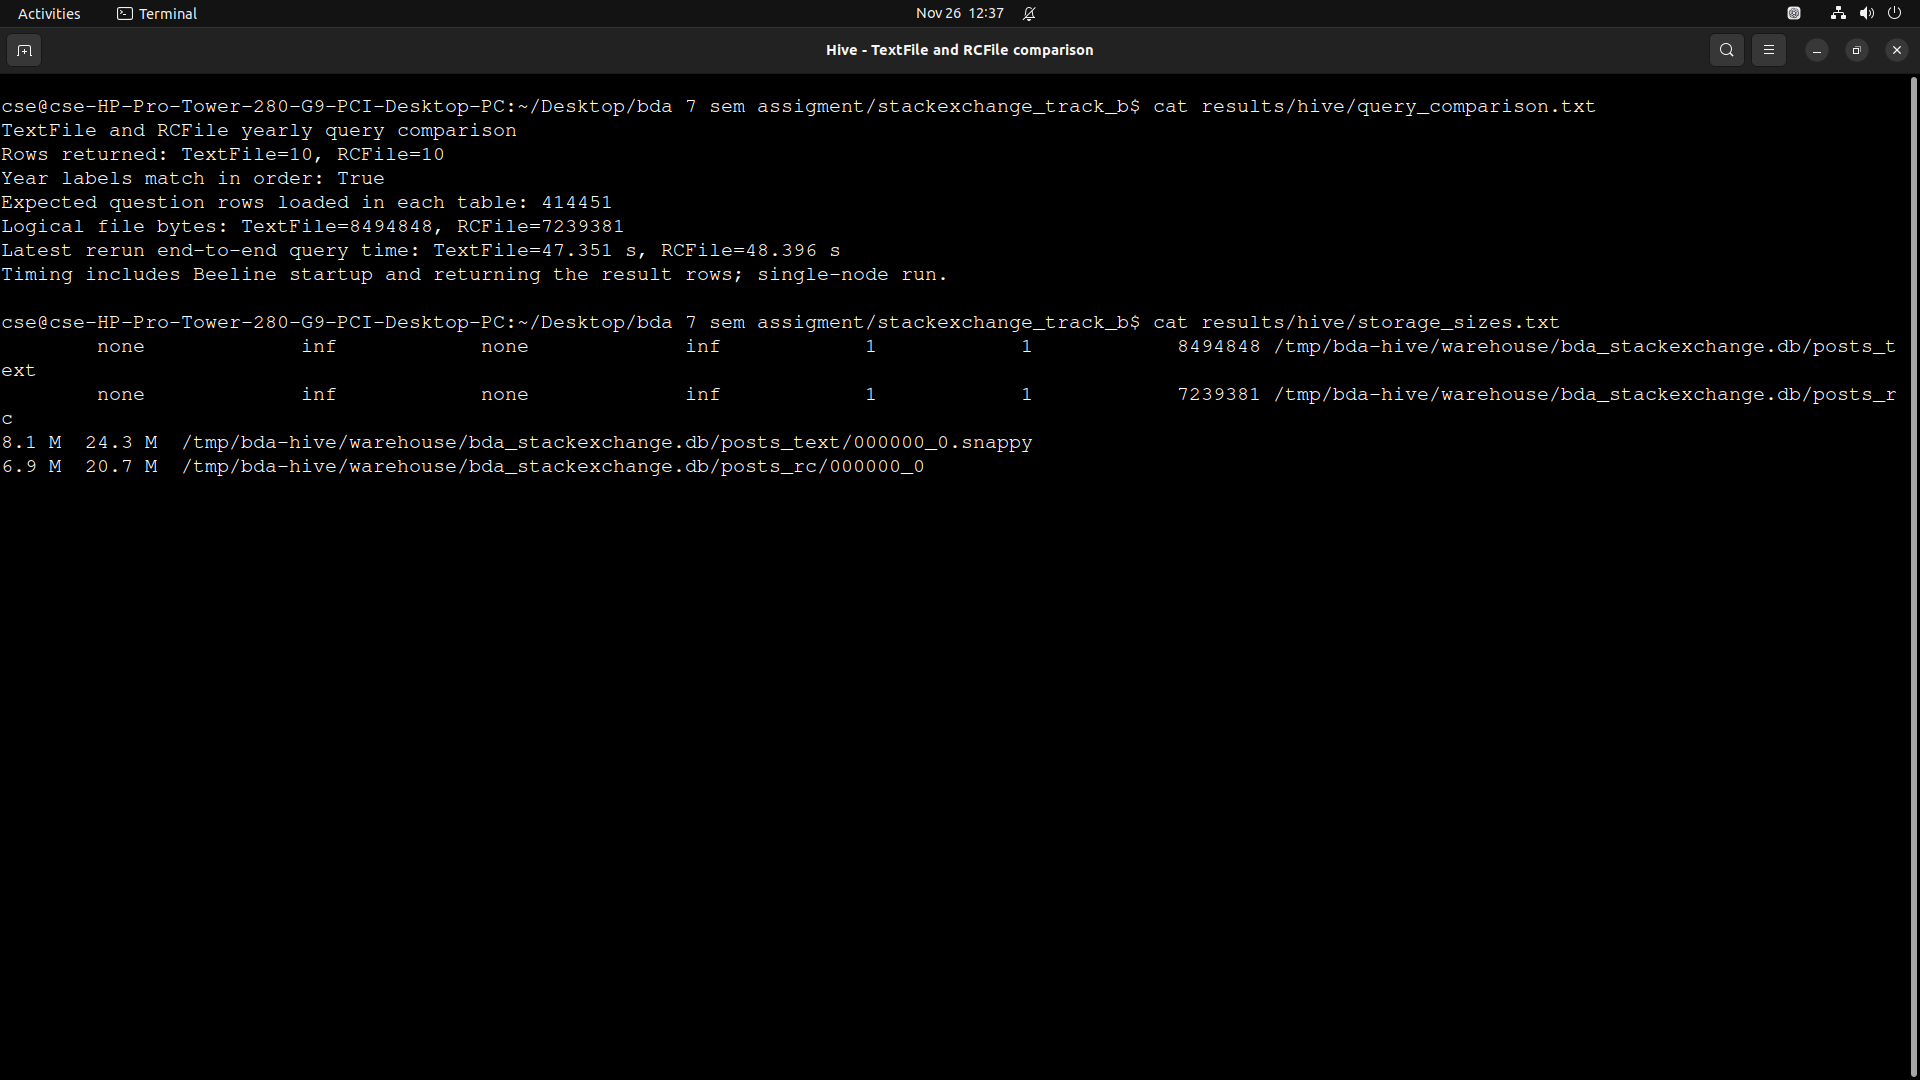 Activities
Terminal
Nov 26 12:37
Hive - TextFile and RCFile comparison
cse@cse-HP-Pro-Tower-280-G9-PCI-Desktop-PC:~/Desktop/bda 7 sem assigment/stackexchange_track_b$ cat results/hive/query_comparison.txt
TextFile and RCFile yearly query comparison
Rows returned: TextFile=10, RCFile=10
Year labels match in order: True
Expected question rows loaded in each table: 414451
Logical file bytes: TextFile=8494848, RCFile=7239381
Latest rerun end-to-end query time: TextFile=47.351 s, RCFile=48.396 s
Timing includes Beeline startup and returning the result rows; single-node run.
cse@cse-HP-Pro-Tower-280-G9-PCI-Desktop-PC:~/Desktop/bda 7 sem assigment/stackexchange_track_b$ cat results/hive/storage_sizes.txt
        none             inf            none             inf            1            1            8494848 /tmp/bda-hive/warehouse/bda_stackexchange.db/posts_t
ext
        none             inf            none             inf            1            1            7239381 /tmp/bda-hive/warehouse/bda_stackexchange.db/posts_r
c
8.1 M  24.3 M  /tmp/bda-hive/warehouse/bda_stackexchange.db/posts_text/000000_0.snappy
6.9 M  20.7 M  /tmp/bda-hive/warehouse/bda_stackexchange.db/posts_rc/000000_0